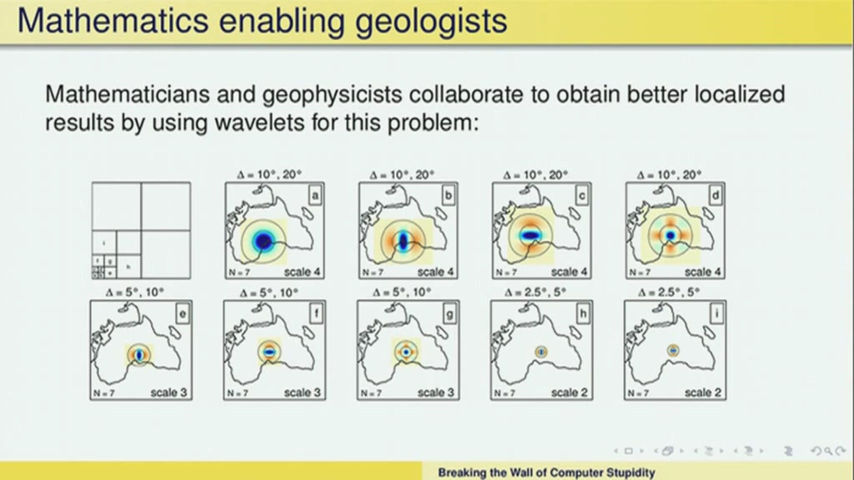 Mathematics enabling geologists
Mathematicians and geophysicists collaborate to obtain better localized
results by using wavelets for this problem:
Δ = 10°, 20°
Δ = 10°, 20°
Δ = 10°, 20°
Δ = 10°, 20°
a
b
c
d
i
f
g
h
e
N = 7
scale 4
N = 7
scale 4
N = 7
scale 4
N = 7
scale 4
Δ = 5°, 10°
Δ = 5°, 10°
Δ = 5°, 10°
Δ = 2.5°, 5°
Δ = 2.5°, 5°
e
f
g
h
i
N = 7
scale 3
N = 7
scale 3
N = 7
scale 3
N = 7
scale 2
N = 7
scale 2
Breaking the Wall of Computer Stupidity